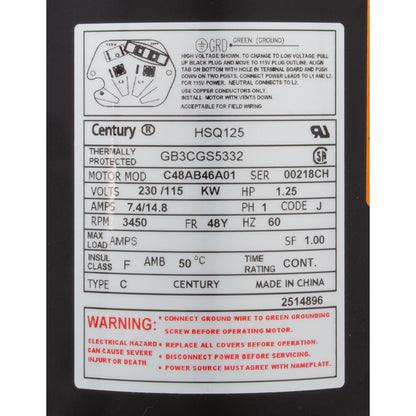 GRD GREEN (GROUND)
HIGH VOLTAGE SHOWN, TO CHANGE TO LOW VOLTAGE PULL
UP BLACK PLUG AND MOVE TO 115V PLUG OUTLINE. ALIGN
TAB ON BOTTOM WITH HOLE IN TERMINAL BOARD AND PUSH
DOWN ON TWO POSTS. CONNECT POWER LEADS TO L1 AND L2.
FOR 115V POWER, NEUTRAL CONNECTS TO L2.
USE COPPER CONDUCTORS ONLY.
INSTALL MOTOR WITH VENTS DOWN.
ACCEPTABLE FOR FIELD WIRING
Century ® HSQ125
THERMALLY PROTECTED GB3CGS5332
MOTOR MOD C48AB46A01 SER 00218CH
VOLTS 230/115 KW HP 1.25
AMPS 7.4/14.8 PH 1 CODE J
RPM 3450 FR 48Y HZ 60
MAX LOAD AMPS SF 1.00
INSUL CLASS F AMB 50°C TIME RATING CONT.
TYPE C CENTURY MADE IN CHINA
2514896
WARNING: • CONNECT GROUND WIRE TO GREEN GROUNDING
SCREW BEFORE OPERATING MOTOR.
ELECTRICAL HAZARD • REPLACE ALL COVERS BEFORE OPERATION.
CAN CAUSE SEVERE • DISCONNECT POWER BEFORE SERVICING.
INJURY OR DEATH • POWER SOURCE MUST AGREE WITH NAMEPLATE.